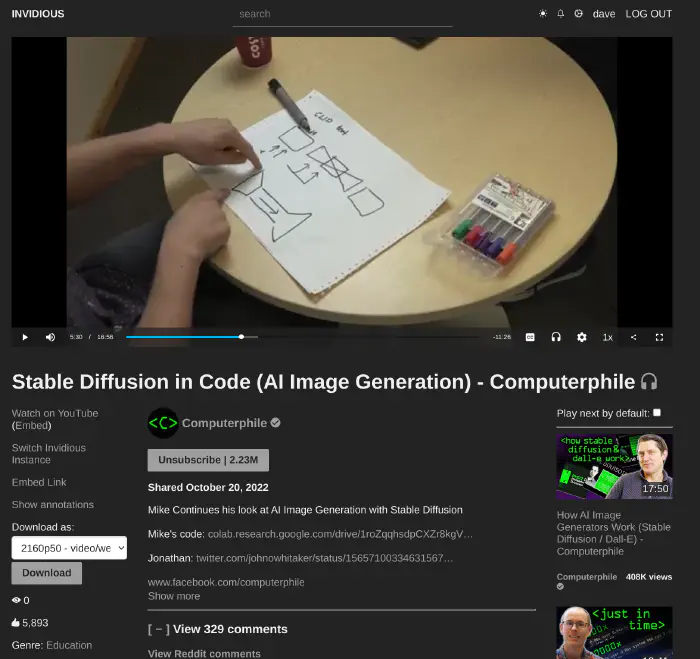 INVIDIOUS
search
dave
LOG OUT
COS
CLIP
5:30 / 16:56
-11:26
1x
Stable Diffusion in Code (AI Image Generation) - Computerphile
Watch on YouTube
(Embed)
Switch Invidious
Instance
Embed Link
Show annotations
Download as:
2160p50 - video/we
Download
0
5,893
Genre: Education
<C> Computerphile
Unsubscribe | 2.23M
Shared October 20, 2022
Mike Continues his look at AI Image Generation with Stable Diffusion
Mike's code: colab.research.google.com/drive/1roZqqhsdpCXZr8kgV…
Jonathan: twitter.com/johnowhitaker/status/15657100334631567…
www.facebook.com/computerphile
Show more
[ − ] View 329 comments
View Reddit comments
Play next by default:
<how stable
diffusion &
dall-e work>
17:50
How AI Image
Generators Work (Stable
Diffusion / Dall-E) -
Computerphile
Computerphile 408K views
<just in
time>